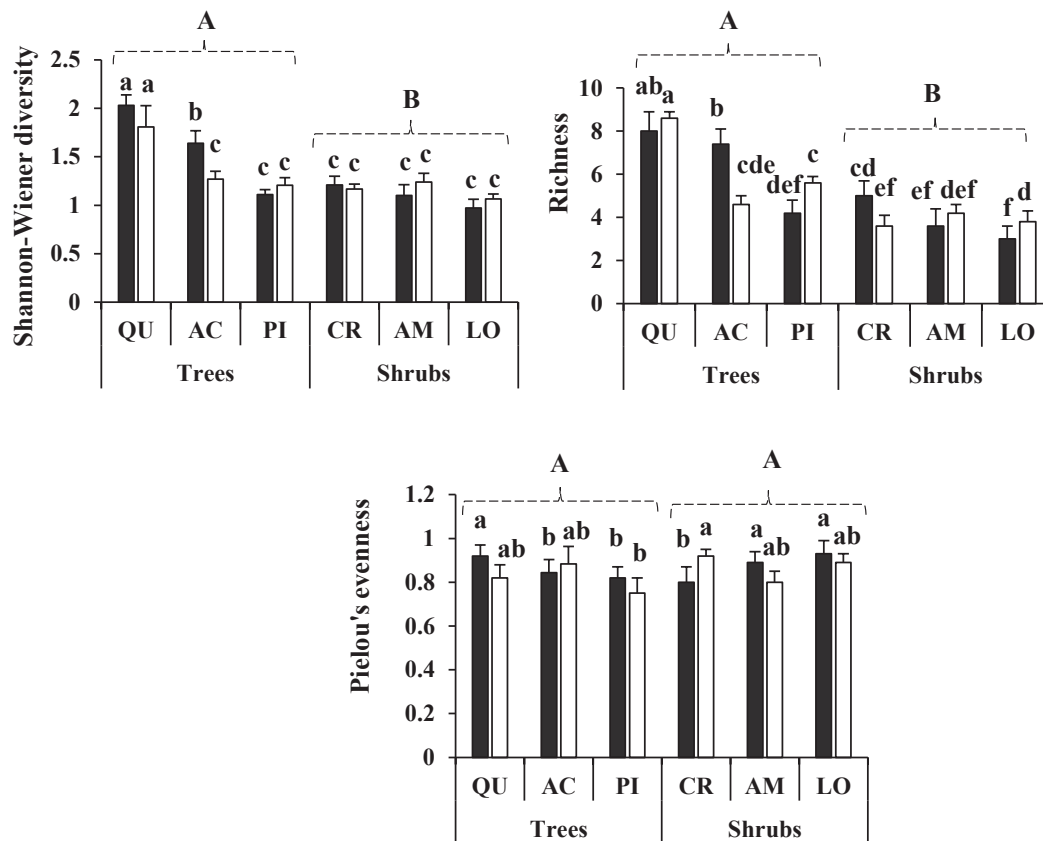 A
Shannon-Wiener diversity
2.5
2
1.5
1
0.5
0
a a
b
c
c c
B
c c
c c
c c
QU AC PI CR AM LO
Trees Shrubs
A
Richness
10
8
6
4
2
0
ab
a
b
cde
def
c
B
cd
ef
ef def
f
d
QU AC PI CR AM LO
Trees Shrubs
A A
Pielou's evenness
1.2
1
0.8
0.6
0.4
0.2
0
a
ab
b ab
b
b
b
a
a
ab
a
ab
QU AC PI CR AM LO
Trees Shrubs